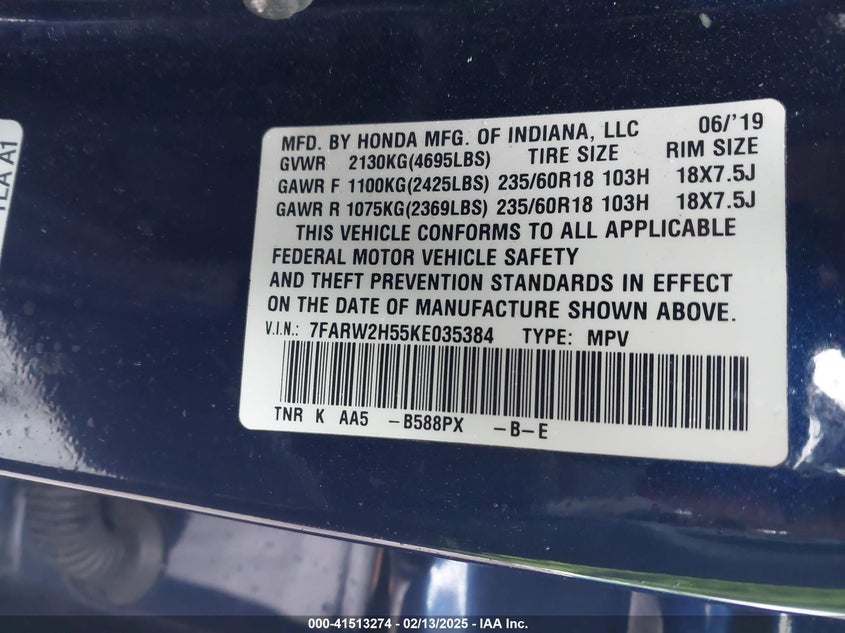 TEA A1
MFD. BY HONDA MFG. OF INDIANA, LLC 06/'19
GVWR 2130KG(4695LBS) TIRE SIZE RIM SIZE
GAWR F 1100KG(2425LBS) 235/60R18 103H 18X7.5J
GAWR R 1075KG(2369LBS) 235/60R18 103H 18X7.5J
THIS VEHICLE CONFORMS TO ALL APPLICABLE
FEDERAL MOTOR VEHICLE SAFETY
AND THEFT PREVENTION STANDARDS IN EFFECT
ON THE DATE OF MANUFACTURE SHOWN ABOVE.
V.I.N.: 7FARW2H55KE035384 TYPE: MPV
TNR K AA5 -B588PX -B-E
000-41513274 - 02/13/2025 - IAA Inc.